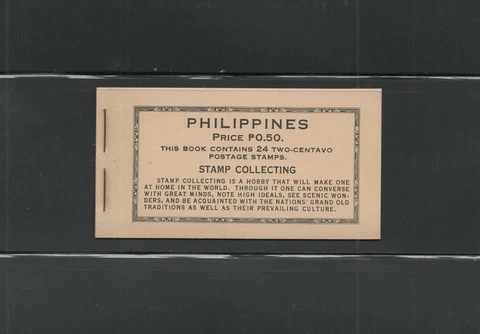 PHILIPPINES
PRICE ₱0.50.
THIS BOOK CONTAINS 24 TWO-CENTAVO
POSTAGE STAMPS.
STAMP COLLECTING
STAMP COLLECTING IS A HOBBY THAT WILL MAKE ONE
AT HOME IN THE WORLD. THROUGH IT ONE CAN CONVERSE
WITH GREAT MINDS, NOTE HIGH IDEALS, SEE SCENIC WON-
DERS, AND BE ACQUAINTED WITH THE NATIONS' GRAND OLD
TRADITIONS AS WELL AS THEIR PREVAILING CULTURE.